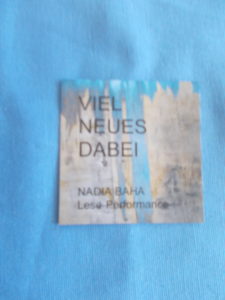 VIEL
NEUES
DABEI
NADIA BAHA
Lese Performance